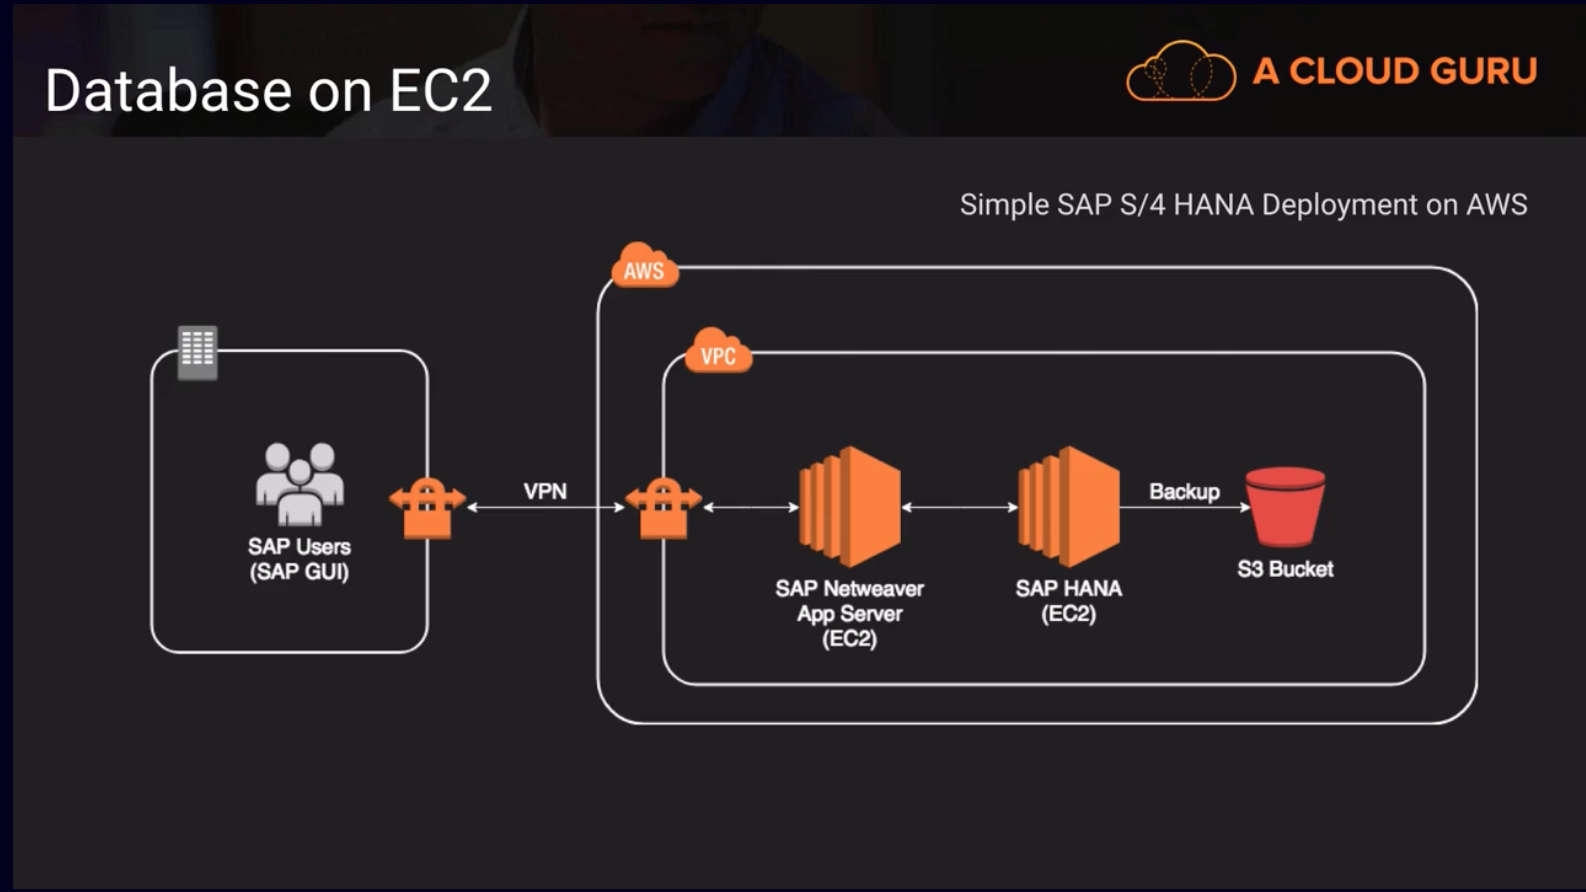 Database on EC2
A CLOUD GURU
Simple SAP S/4 HANA Deployment on AWS
AWS
VPC
VPN
Backup
SAP Users
(SAP GUI)
SAP Netweaver
App Server
(EC2)
SAP HANA
(EC2)
S3 Bucket